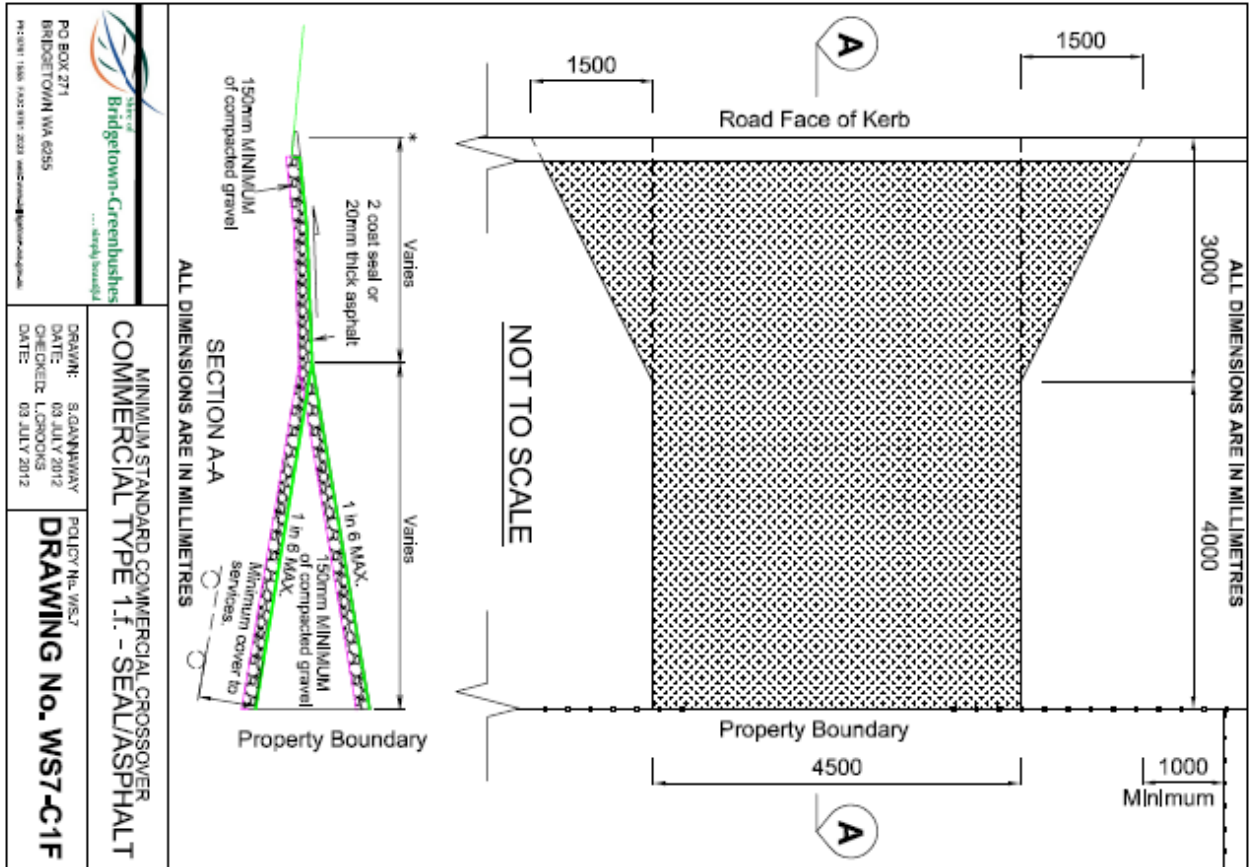 A
1500
1500
Road Face of Kerb
3000
4000
ALL DIMENSIONS ARE IN MILLIMETRES
NOT TO SCALE
Property Boundary
4500
1000
Minimum
A
*
Varies
Varies
150mm MINIMUM
of compacted gravel
2 coat seal or
20mm thick asphalt
1 in 6 MAX.
150mm MINIMUM
of compacted gravel
1 in 6 MAX.
Minimum cover to
services.
Property Boundary
SECTION A-A
ALL DIMENSIONS ARE IN MILLIMETRES
Shire of
Bridgetown-Greenbushes
.... simply beautiful
PO BOX 271
BRIDGETOWN WA 6255
MINIMUM STANDARD COMMERCIAL CROSSOVER
COMMERCIAL TYPE 1.f. - SEAL/ASPHALT
DRAWN: S.GANNAWAY
DATE: 03 JULY 2012
CHECKED: L.CROOKS
DATE: 03 JULY 2012
POLICY No. WS.7
DRAWING No. WS7-C1F